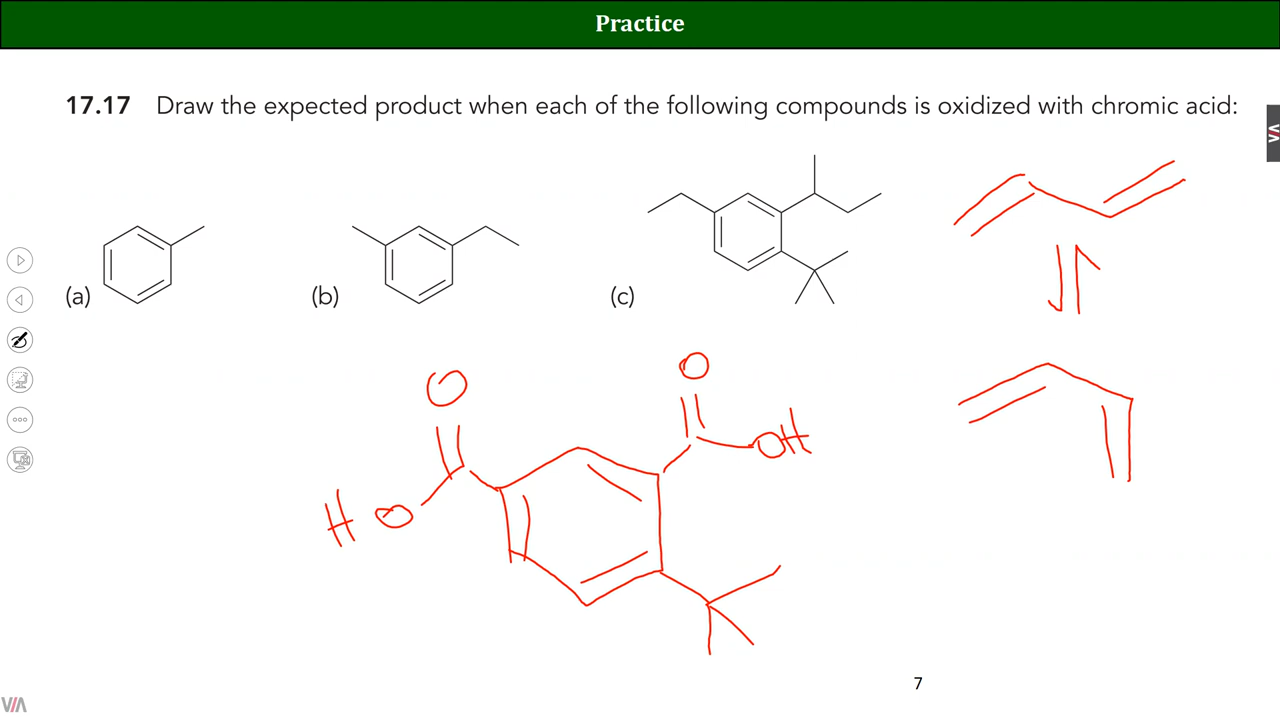 Practice
17.17 Draw the expected product when each of the following compounds is oxidized with chromic acid:
(a)
(b)
(c)
O
O
OH
H O
7
VIA